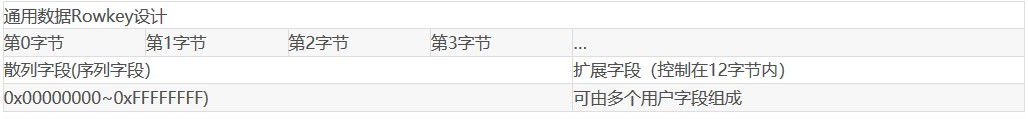 通用数据Rowkey设计
第0字节 第1字节 第2字节 第3字节 ...
散列字段(序列字段) 扩展字段（控制在12字节内）
0x00000000~0xFFFFFFFF) 可由多个用户字段组成